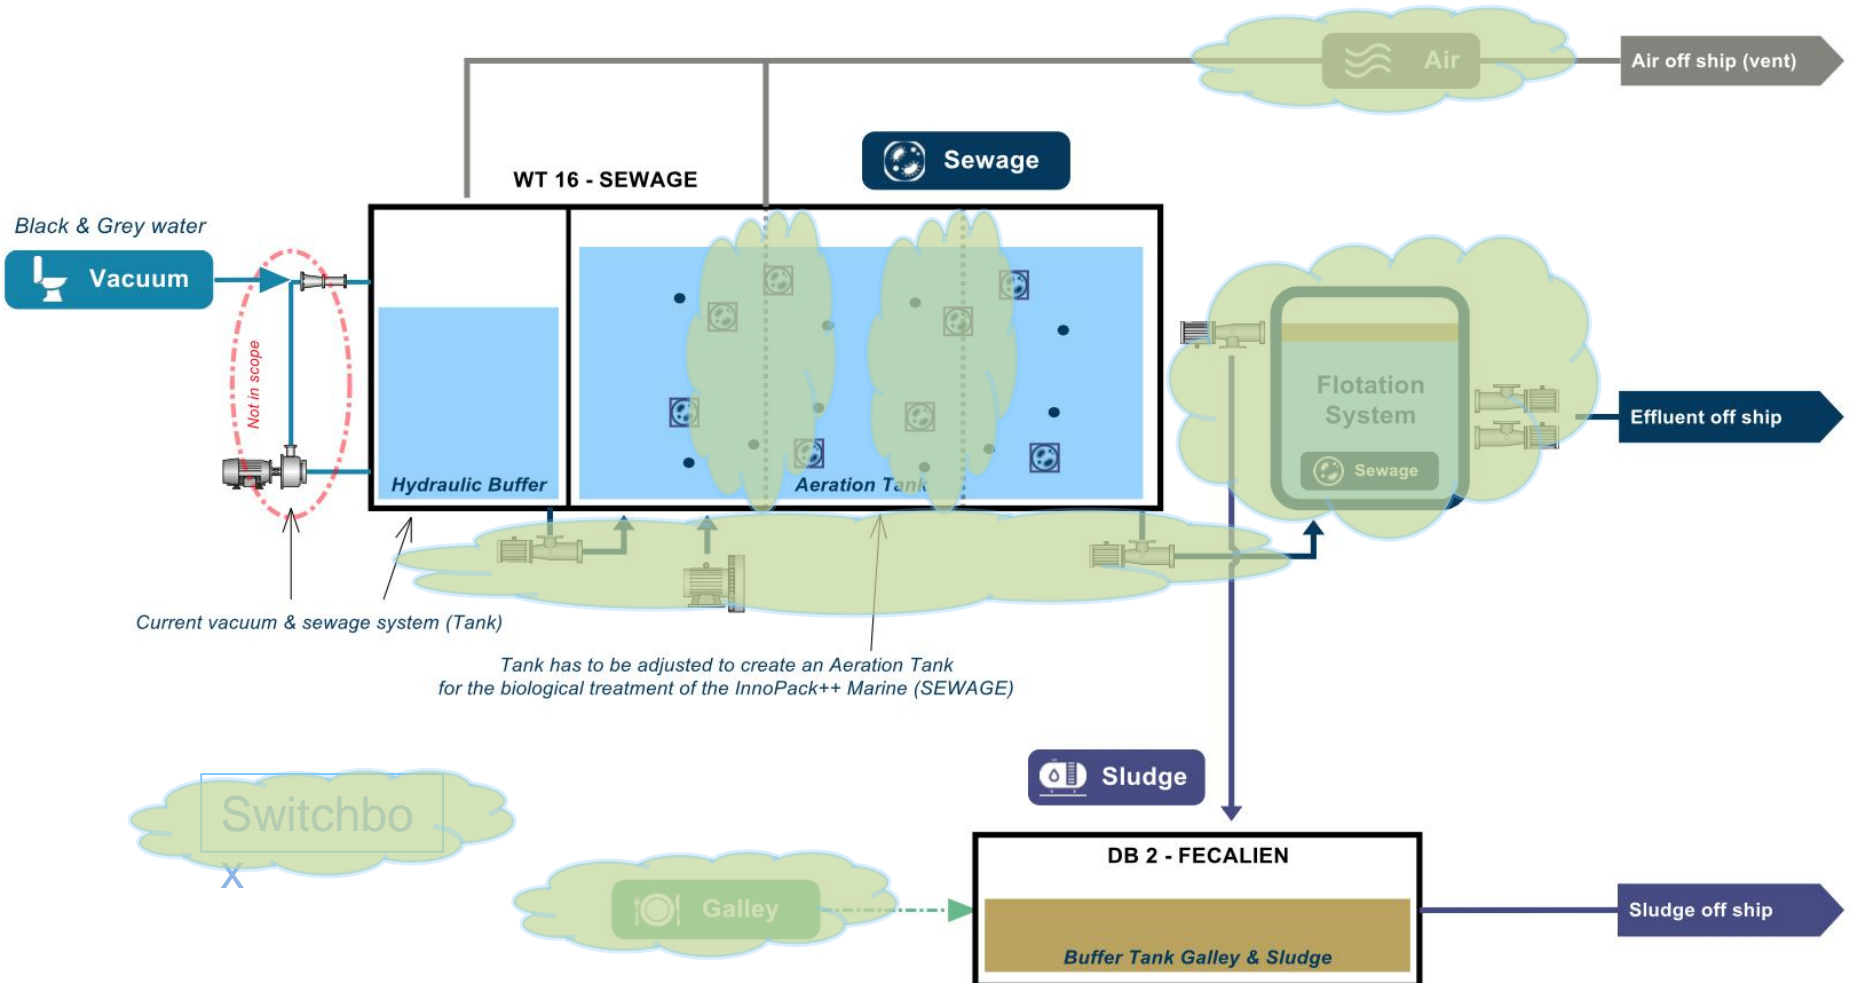 Air
Air off ship (vent)
Sewage
WT 16 - SEWAGE
Black & Grey water
Vacuum
Not in scope
Flotation
System
Sewage
Effluent off ship
Hydraulic Buffer
Aeration Tank
Current vacuum & sewage system (Tank)
Tank has to be adjusted to create an Aeration Tank
for the biological treatment of the InnoPack++ Marine (SEWAGE)
Sludge
Switchbo
x
DB 2 - FECALIEN
Galley
Sludge off ship
Buffer Tank Galley & Sludge